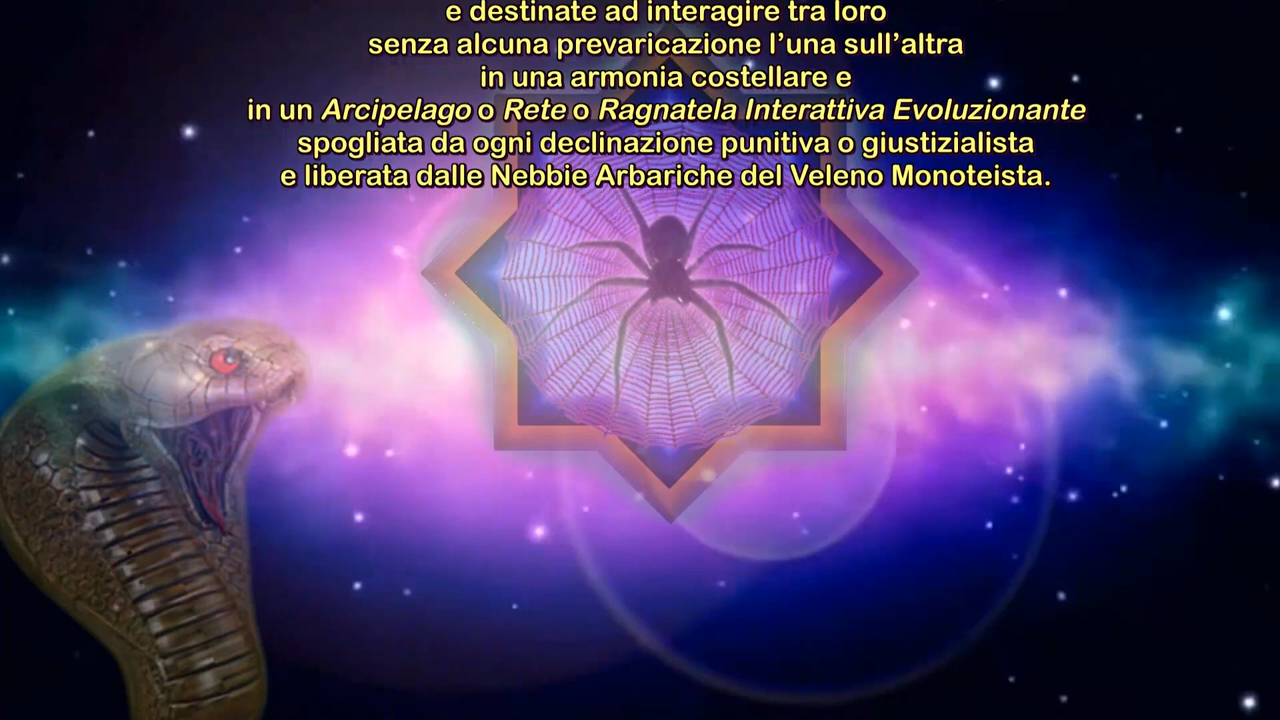 e destinate ad interagire tra loro
senza alcuna prevaricazione l’una sull’altra
in una armonia costellare e
in un Arcipelago o Rete o Ragnatela Interattiva Evoluzionante
spogliata da ogni declinazione punitiva o giustizialista
e liberata dalle Nebbie Arbariche del Veleno Monoteista.